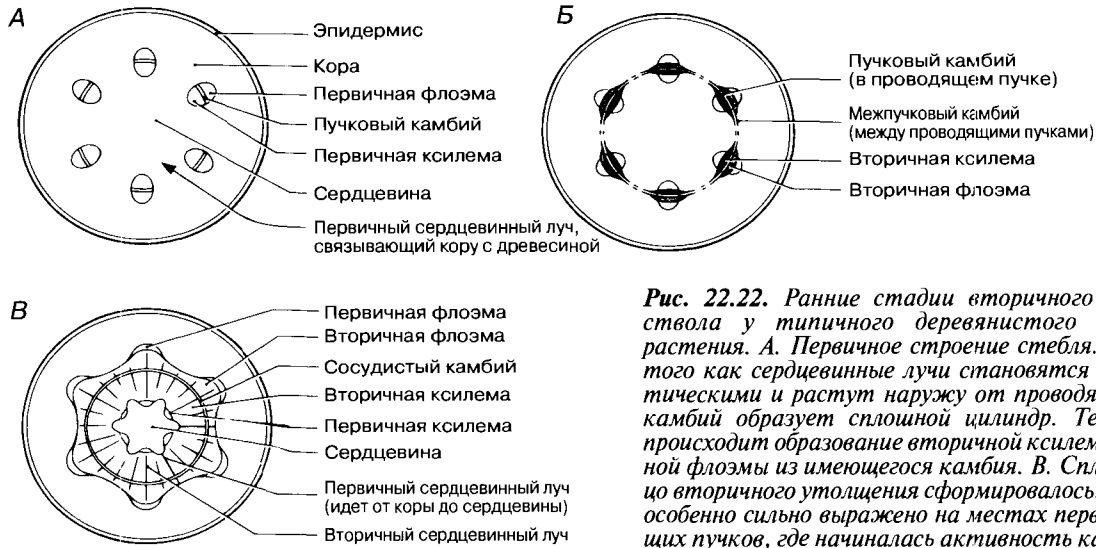 А
Эпидермис
Кора
Первичная флоэма
Пучковый камбий
Первичная ксилема
Сердцевина
Первичный сердцевинный луч,
связывающий кору с древесиной
Б
Пучковый камбий
(в проводящем пучке)
Межпучковый камбий
(между проводящими пучками)
Вторичная ксилема
Вторичная флоэма
В
Первичная флоэма
Вторичная флоэма
Сосудистый камбий
Вторичная ксилема
Первичная ксилема
Сердцевина
Первичный сердцевинный луч
(идет от коры до сердцевины)
Вторичный сердцевинный луч
Рис. 22.22. Ранние стадии вторичного
ствола у типичного деревянистого
растения. А. Первичное строение стебля.
того как сердцевинные лучи становятся
тическими и растут наружу от проводя
камбий образует сплошной цилиндр. Те
происходит образование вторичной ксилем
ной флоэмы из имеющегося камбия. В. Спл
цо вторичного утолщения сформировалось.
особенно сильно выражено на местах перв
щих пучков, где начиналась активность ка